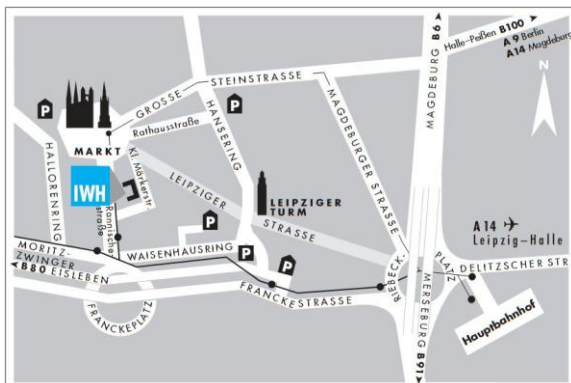 MAGDEBURG B6
Halle-Peißen B100
A 9 Berlin
A14 Magdeburg
N
P
GROSSE STEINSTRASSE
P
HANSERING
MAGDEBURGER STRASSE
Rathausstraße
MARKT
Kl. Märkerstr.
HALLORENRING
IWH
LEIPZIGER STRASSE
LEIPZIGER
TURM
Rannische
straße
P
A 14
Leipzig-Halle
MORITZ-
ZWINGER
WAISENHAUSRING
P
B80 EISLEBEN
P
RIEBECK-
PLATZ
DELITZSCHER STR
FRANCKESTRASSE
FRANCKEPLATZ
MERSEBURG B91
Hauptbahnhof